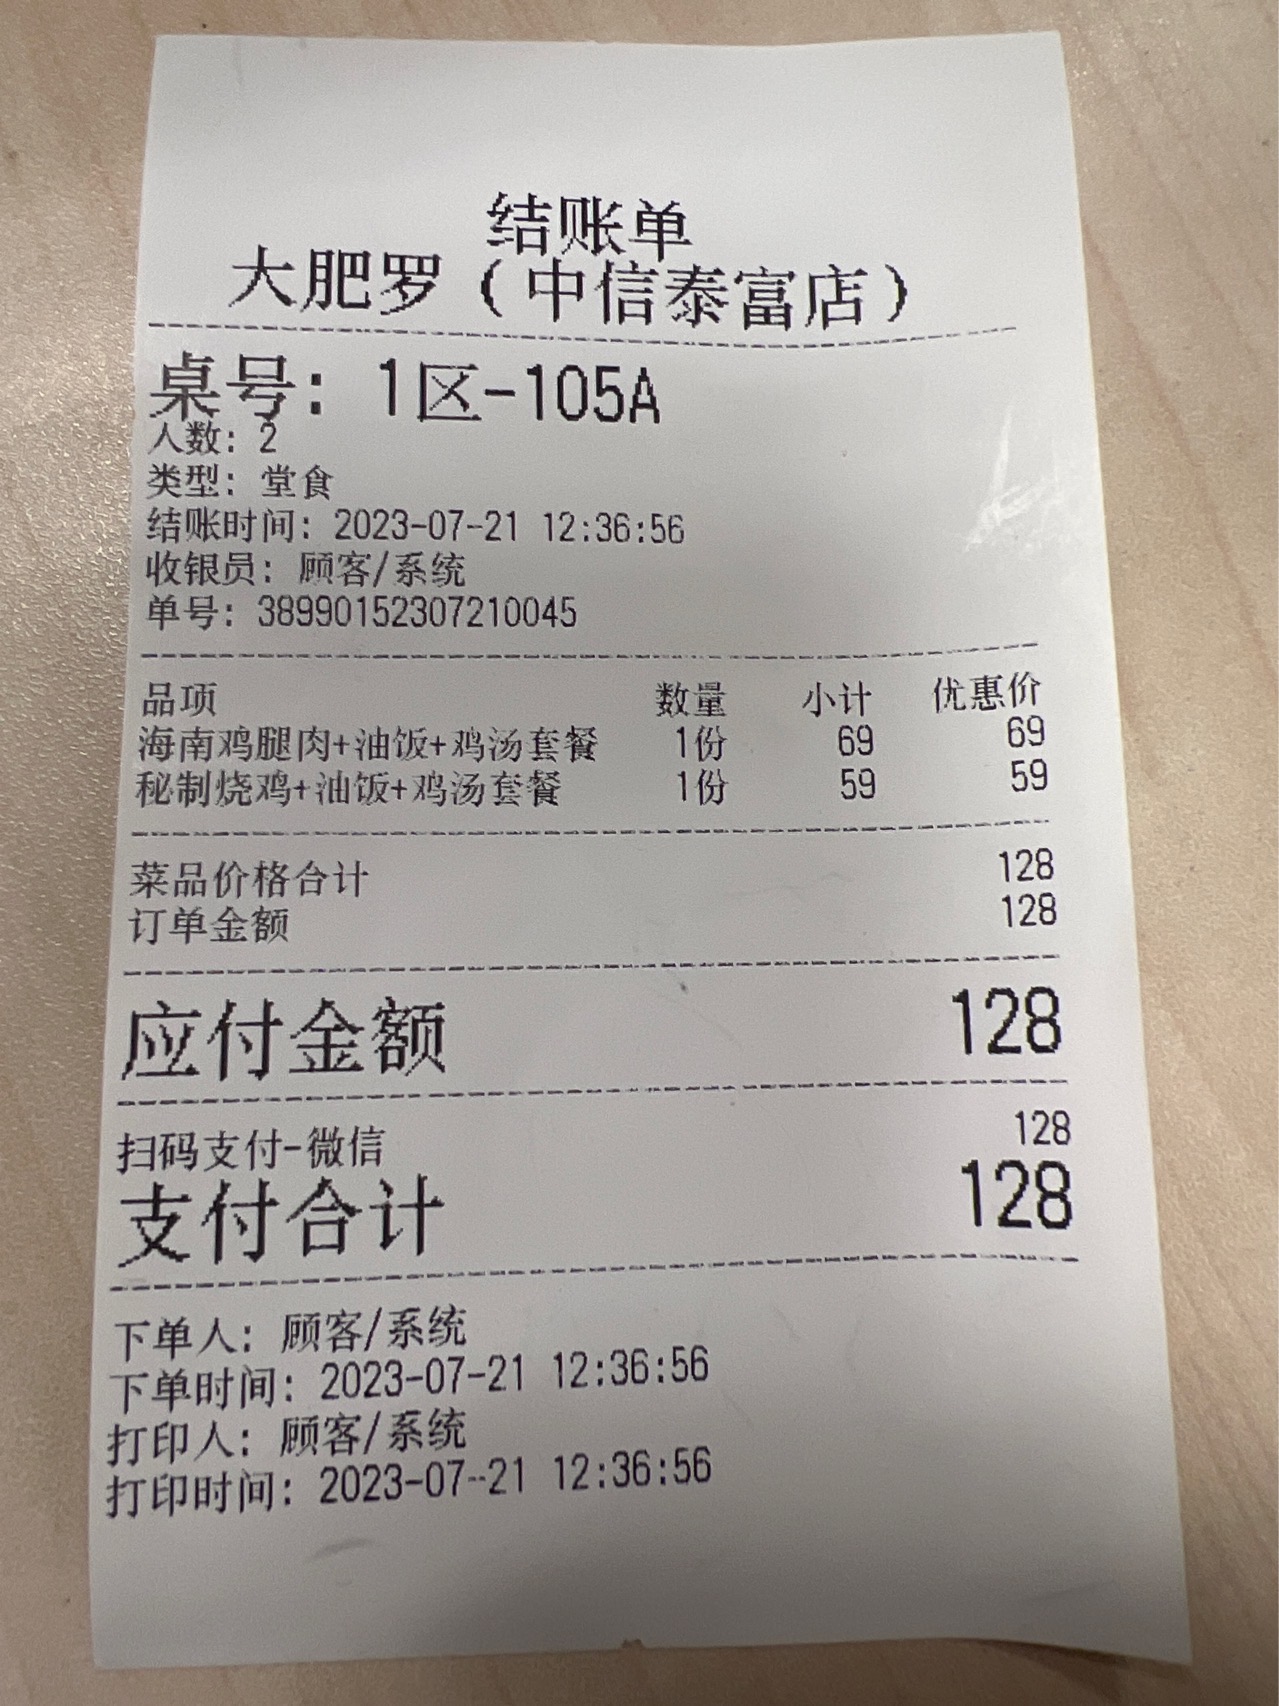 结账单
大肥罗（中信泰富店）
桌号：1区-105A
人数：2
类型：堂食
结账时间：2023-07-21 12:36:56
收银员：顾客/系统
单号：38990152307210045
品项 数量 小计 优惠价
海南鸡腿肉+油饭+鸡汤套餐 1份 69 69
秘制烧鸡+油饭+鸡汤套餐 1份 59 59
菜品价格合计 128
订单金额 128
应付金额 128
扫码支付-微信 128
支付合计 128
下单人：顾客/系统
下单时间：2023-07-21 12:36:56
打印人：顾客/系统
打印时间：2023-07-21 12:36:56